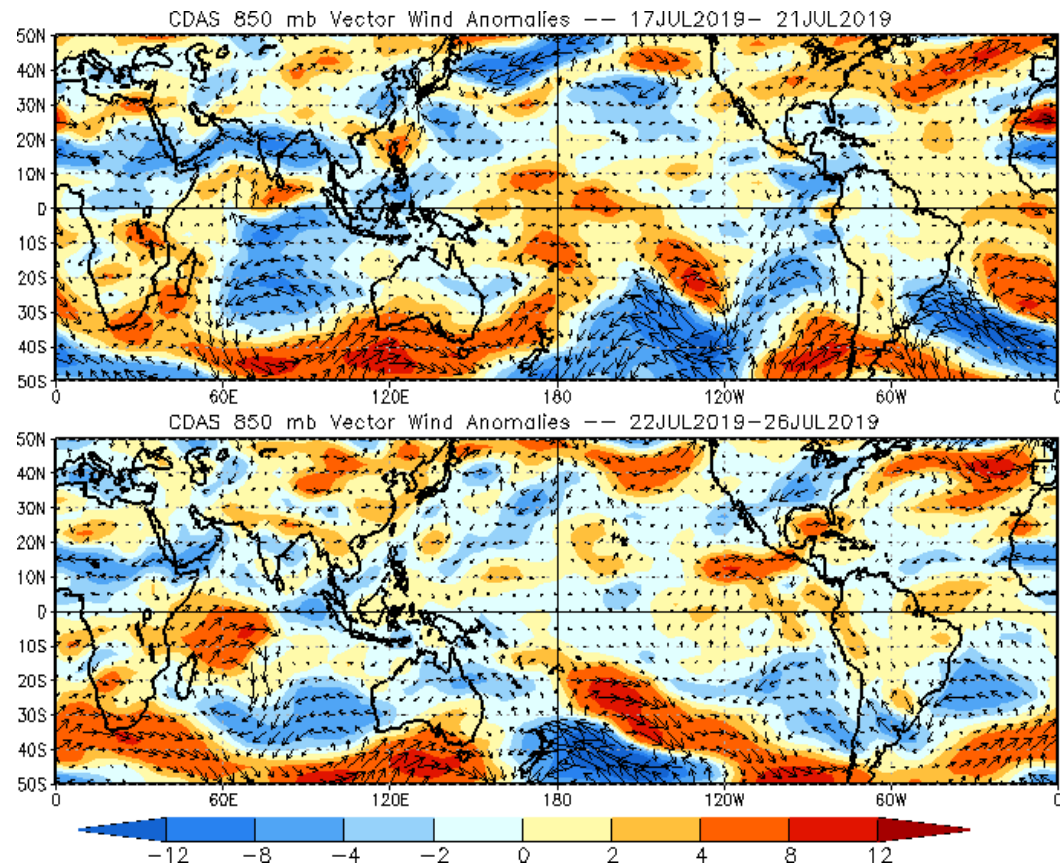 CDAS 850 mb Vector Wind Anomalies -- 17JUL2019- 21JUL2019
50N
40N
30N
20N
10N
0
10S
20S
30S
40S
50S
0 60E 120E 180 120W 60W 0
CDAS 850 mb Vector Wind Anomalies -- 22JUL2019-26JUL2019
50N
40N
30N
20N
10N
0
10S
20S
30S
40S
50S
0 60E 120E 180 120W 60W 0
-12 -8 -4 -2 0 2 4 8 12